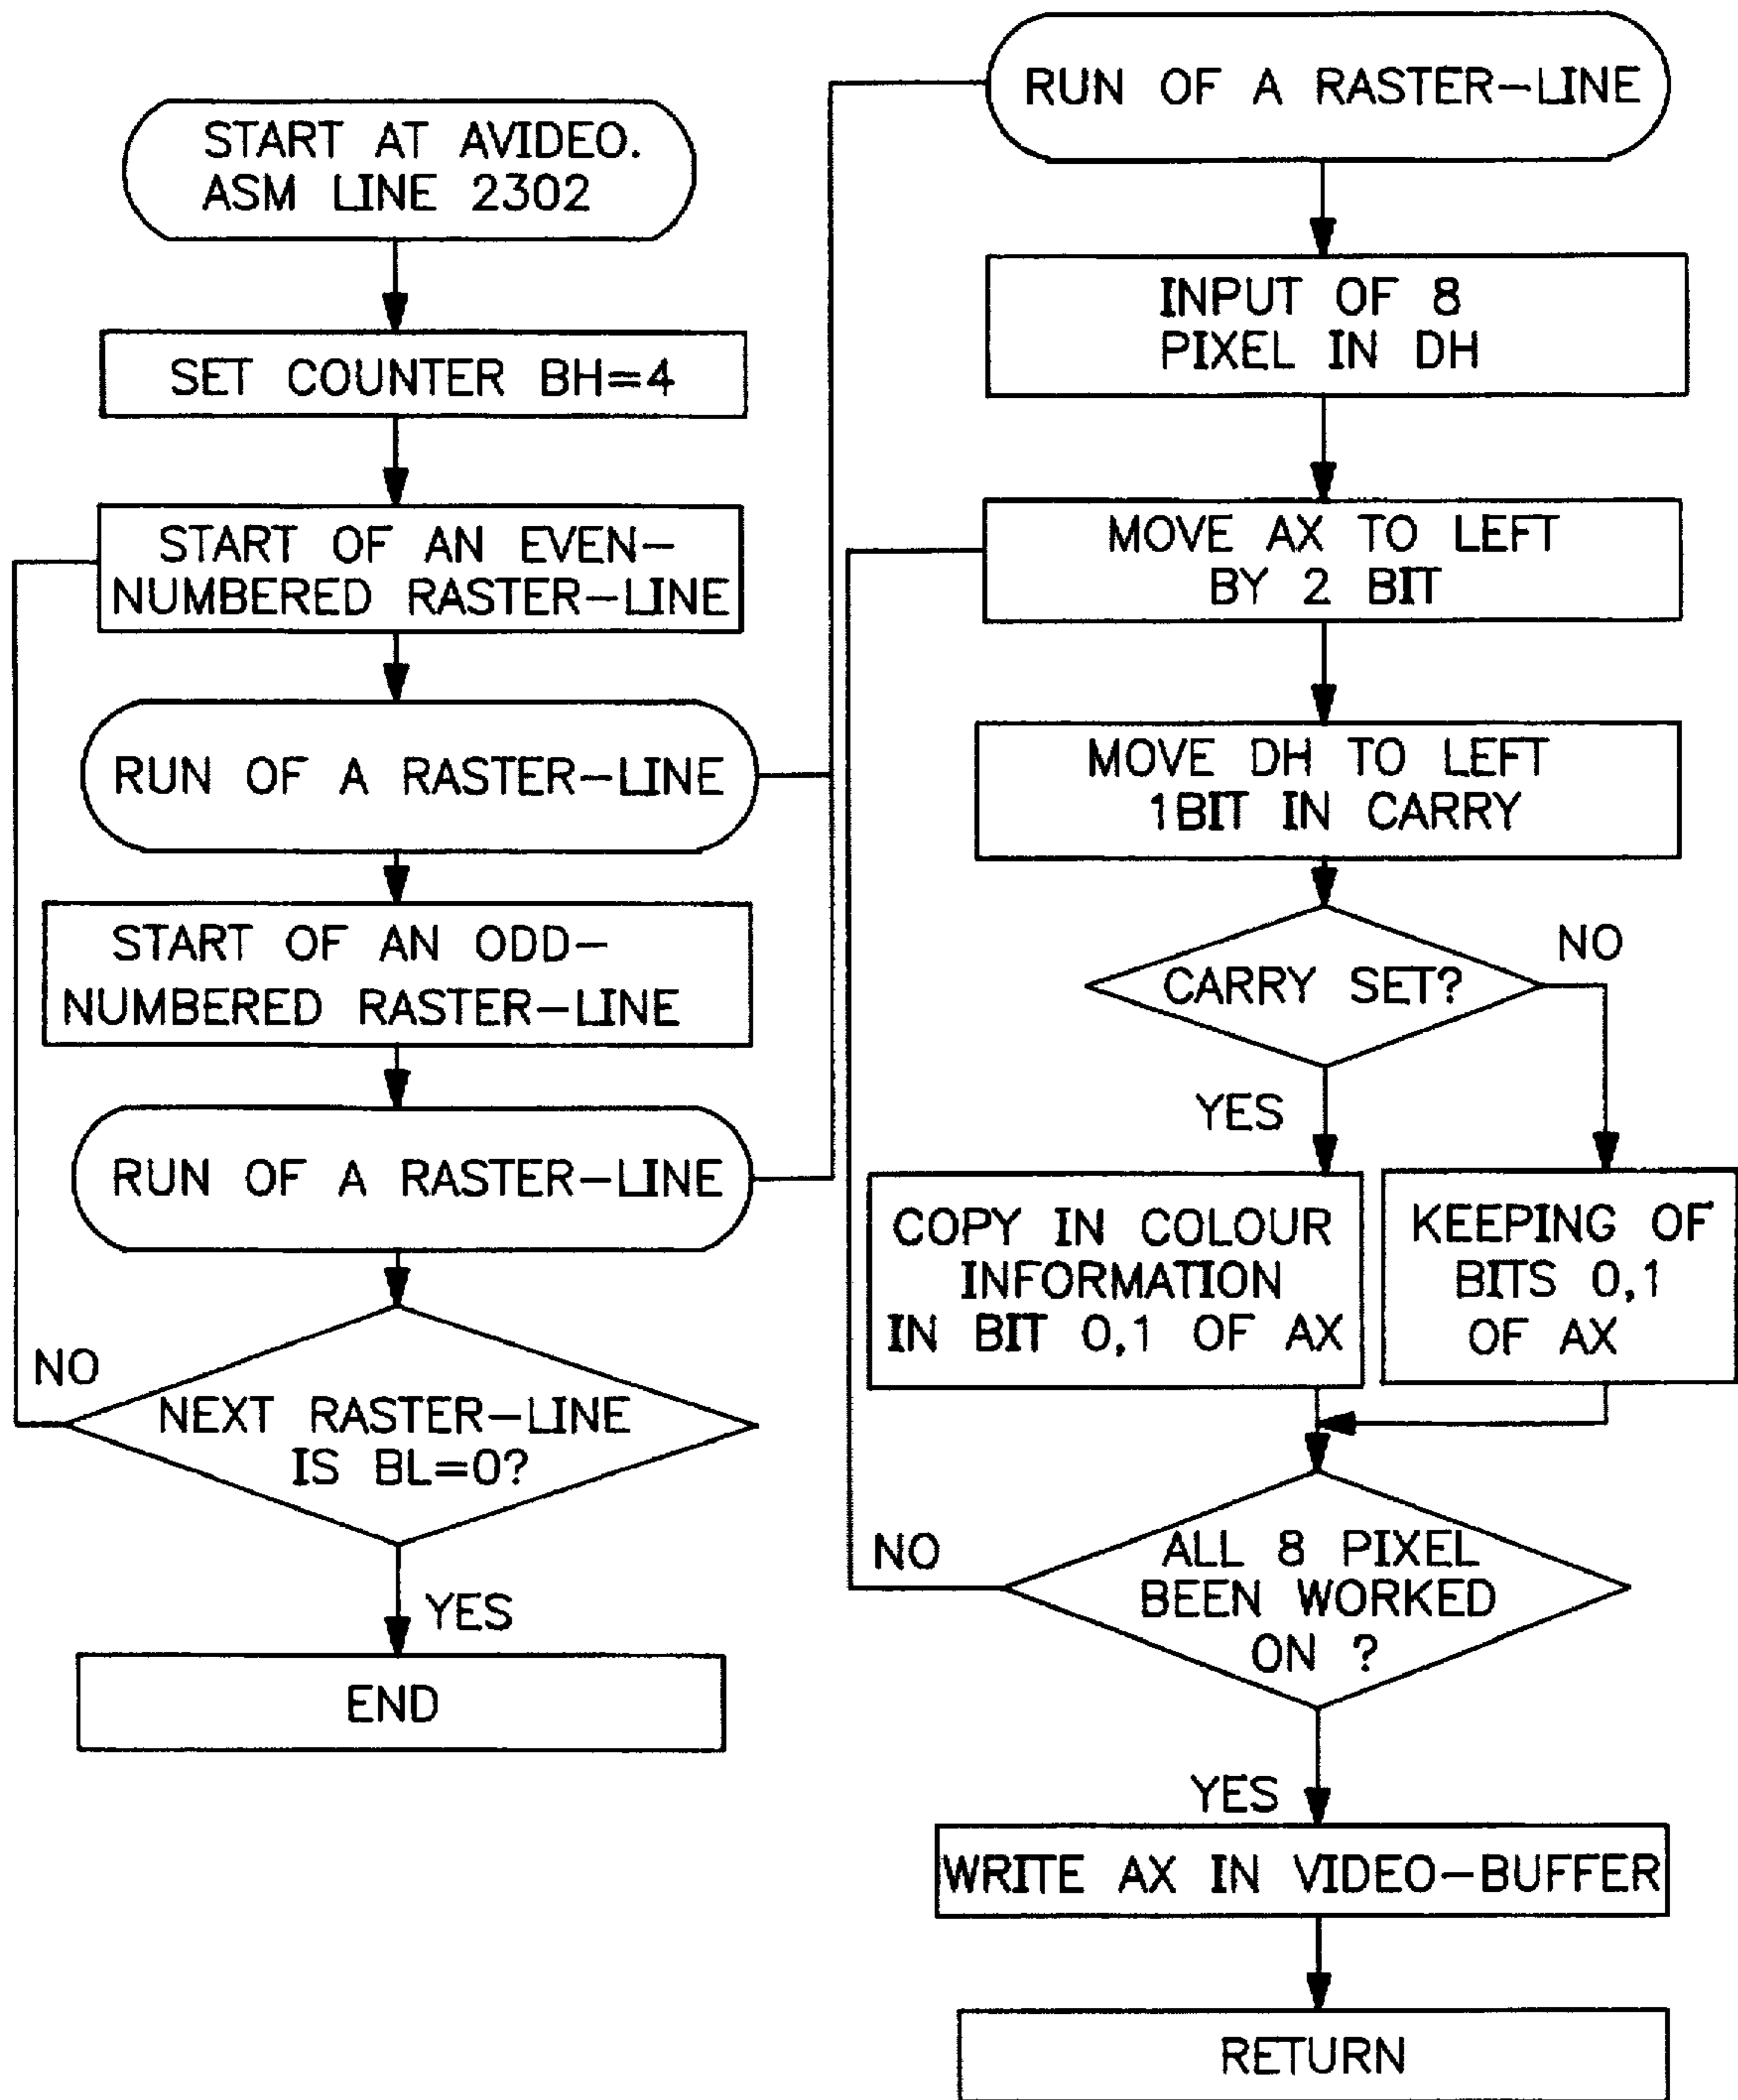 START AT AVIDEO.
ASM LINE 2302
SET COUNTER BH=4
START OF AN EVEN-
NUMBERED RASTER-LINE
RUN OF A RASTER-LINE
START OF AN ODD-
NUMBERED RASTER-LINE
RUN OF A RASTER-LINE
NO
NEXT RASTER-LINE
IS BL=0?
YES
END
RUN OF A RASTER-LINE
INPUT OF 8
PIXEL IN DH
MOVE AX TO LEFT
BY 2 BIT
MOVE DH TO LEFT
1BIT IN CARRY
CARRY SET?
NO
YES
COPY IN COLOUR
INFORMATION
IN BIT 0,1 OF AX
KEEPING OF
BITS 0,1
OF AX
NO
ALL 8 PIXEL
BEEN WORKED
ON ?
YES
WRITE AX IN VIDEO-BUFFER
RETURN